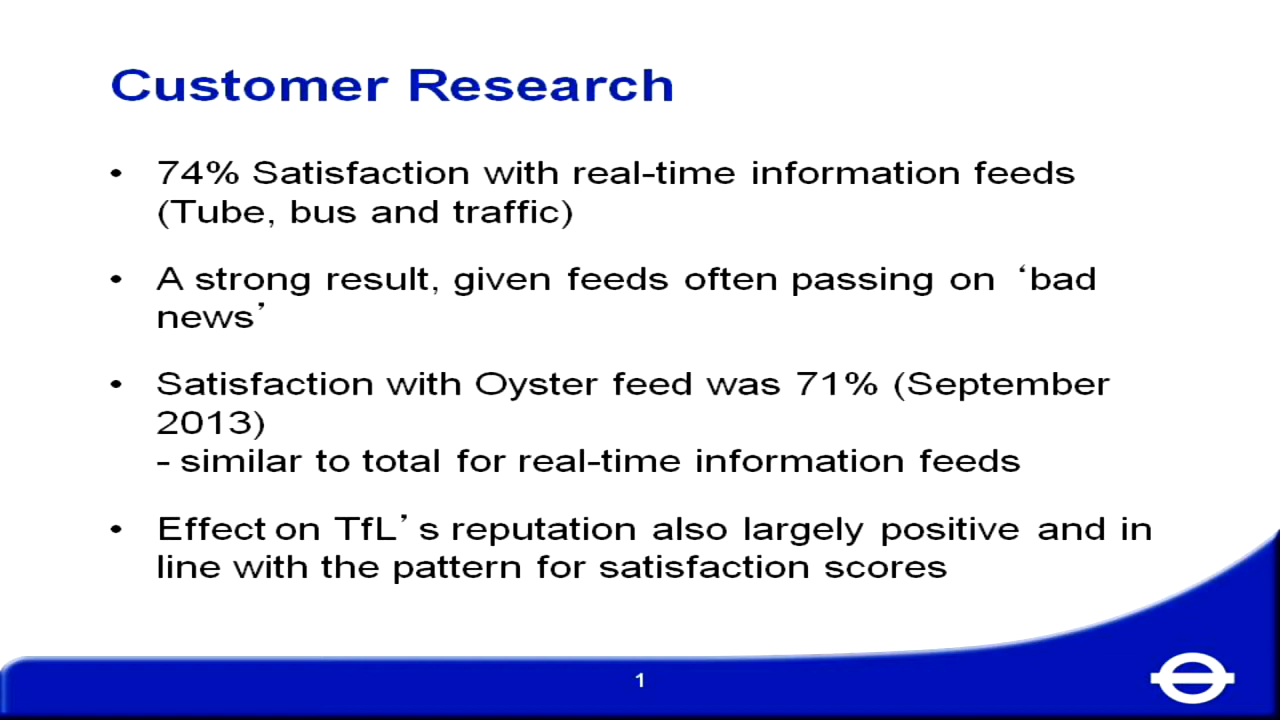 Customer Research
• 74% Satisfaction with real-time information feeds
(Tube, bus and traffic)
• A strong result, given feeds often passing on ‘bad
news’
• Satisfaction with Oyster feed was 71% (September
2013)
- similar to total for real-time information feeds
• Effect on TfL’s reputation also largely positive and in
line with the pattern for satisfaction scores
1